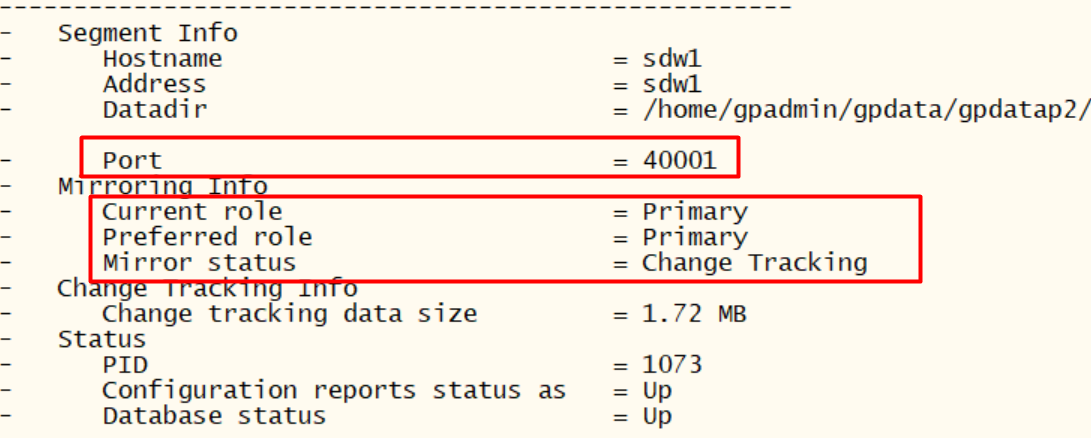 -----------------------------------------------------
- Segment Info
- Hostname = sdw1
- Address = sdw1
- Datadir = /home/gpadmin/gpdata/gpdatap2/
- Port = 40001
- Mirroring Info
- Current role = Primary
- Preferred role = Primary
- Mirror status = Change Tracking
- Change Tracking Info
- Change tracking data size = 1.72 MB
- Status
- PID = 1073
- Configuration reports status as = Up
- Database status = Up